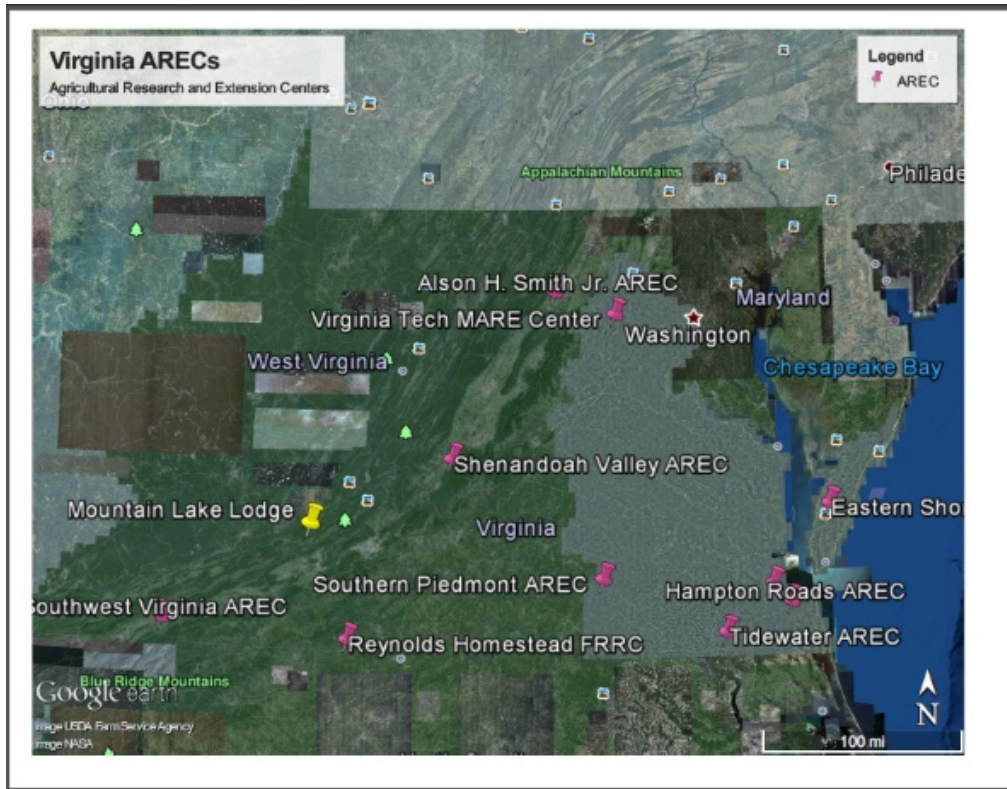 Virginia ARECs
Agricultural Research and Extension Centers
Legend
AREC
Ohio
Appalachian Mountains
Philade
Alson H. Smith Jr. AREC
Maryland
Virginia Tech MARE Center
Washington
West Virginia
Chesapeake Bay
Shenandoah Valley AREC
Mountain Lake Lodge
Eastern Shor
Virginia
Southern Piedmont AREC
Hampton Roads AREC
Southwest Virginia AREC
Tidewater AREC
Reynolds Homestead FRRC
Blue Ridge Mountains
Google earth
Image USDA Farm Service Agency
Image NASA
N
100 mi